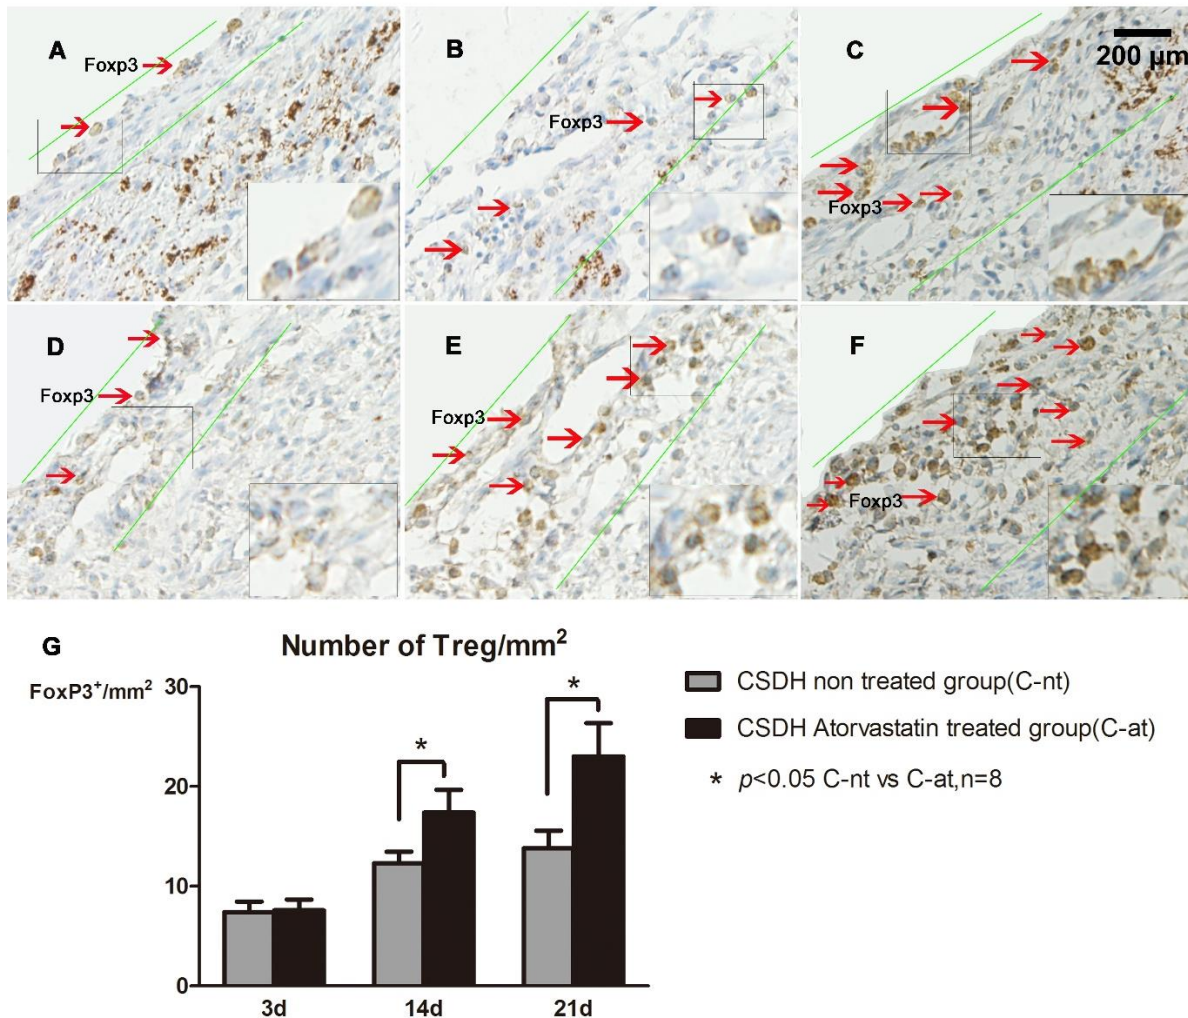 A
Foxp3
B
Foxp3
C
200 µm
Foxp3
D
Foxp3
E
Foxp3
F
Foxp3
G
Number of Treg/mm²
FoxP3⁺/mm²
30
20
10
0
*
*
3d
14d
21d
CSDH non treated group(C-nt)
CSDH Atorvastatin treated group(C-at)
* p<0.05 C-nt vs C-at,n=8